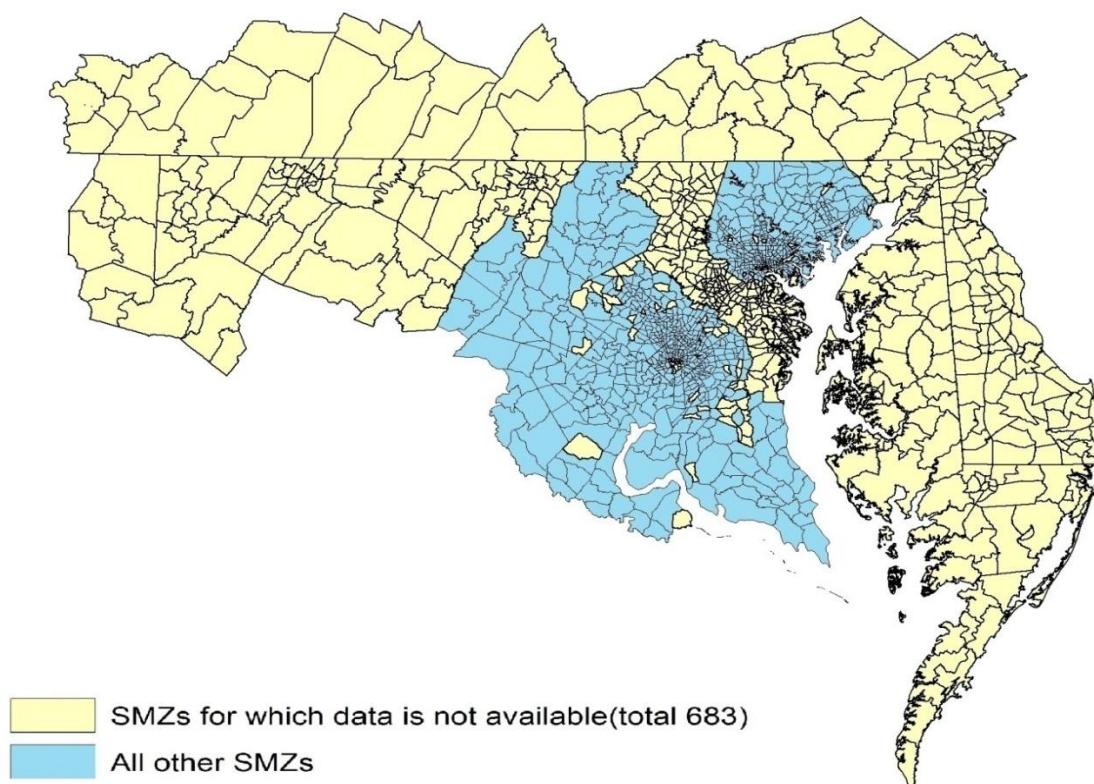 SMZs for which data is not available(total 683)
All other SMZs